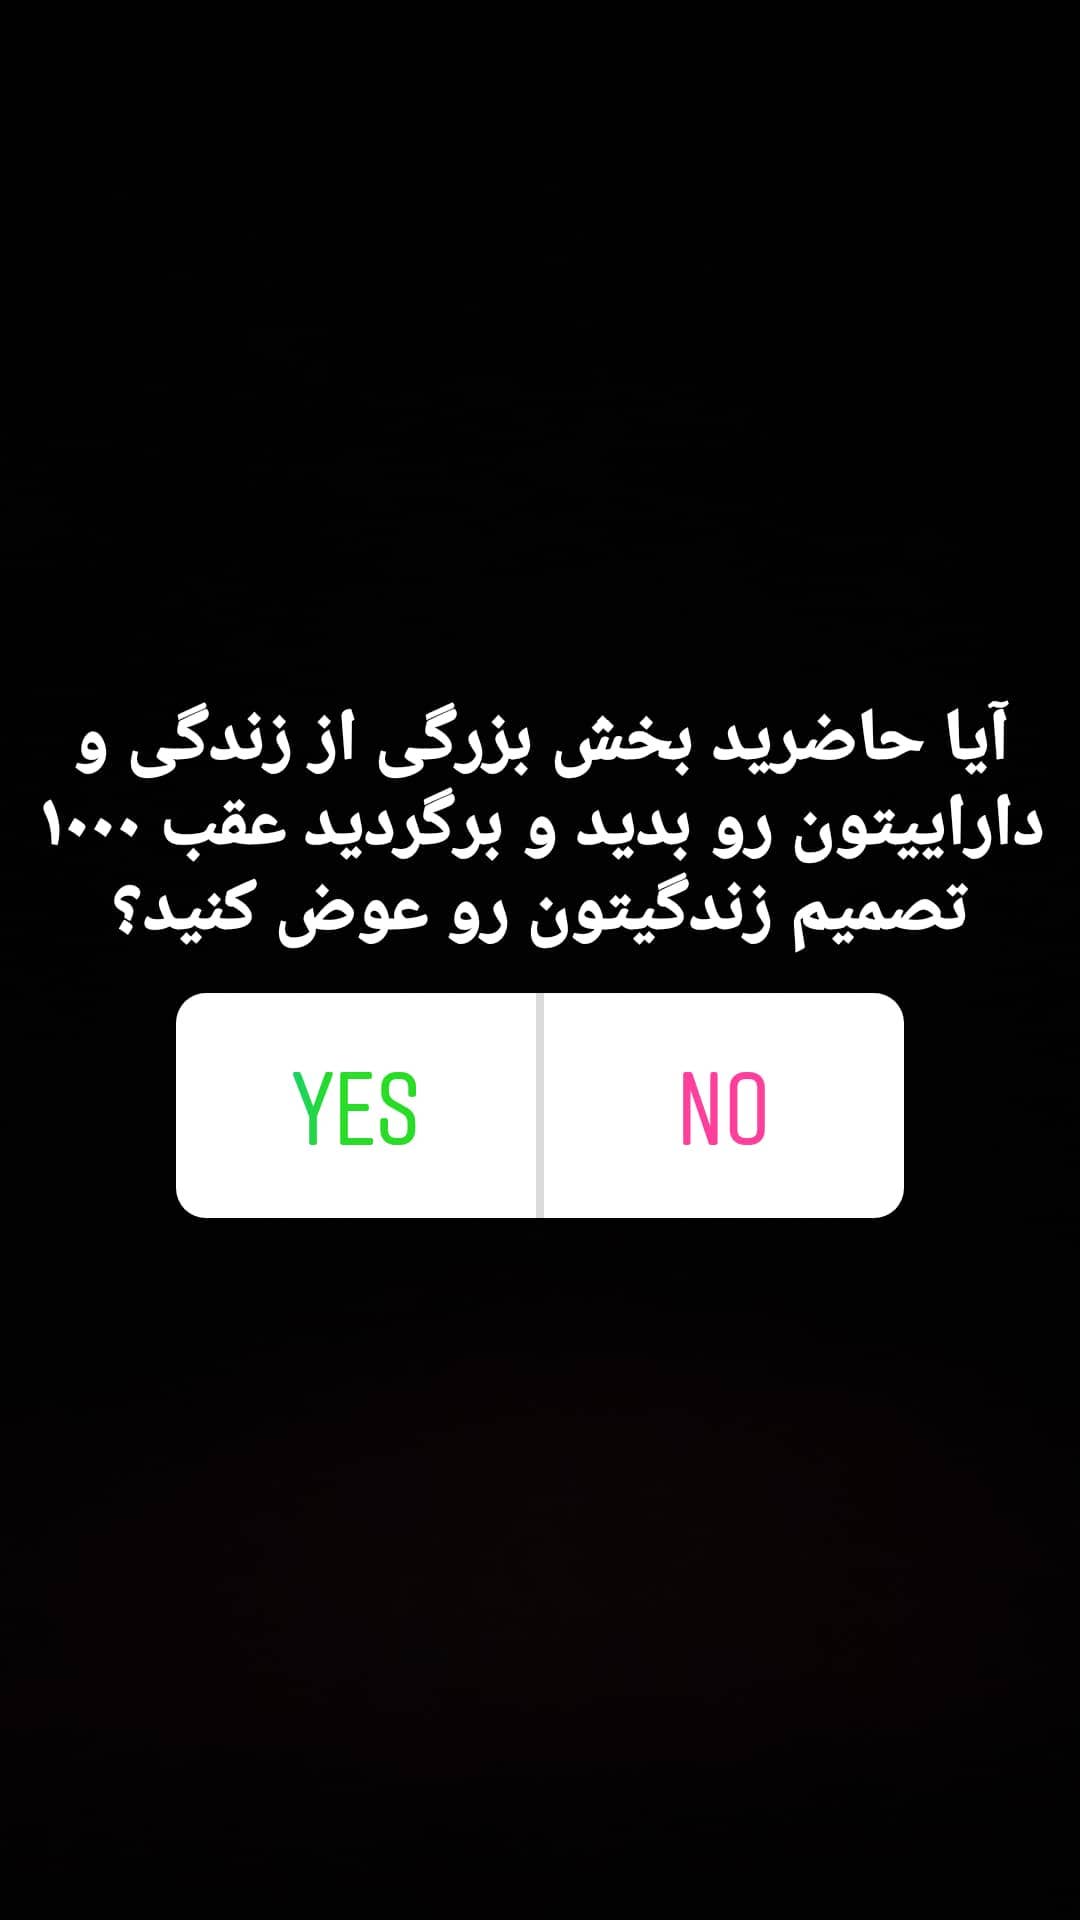 آیا حاضرید بخش بزرگی از زندگی و
داراییتون رو بدید و برگردید عقب ۱۰۰۰
تصمیم زندگیتون رو عوض کنید؟
YES NO